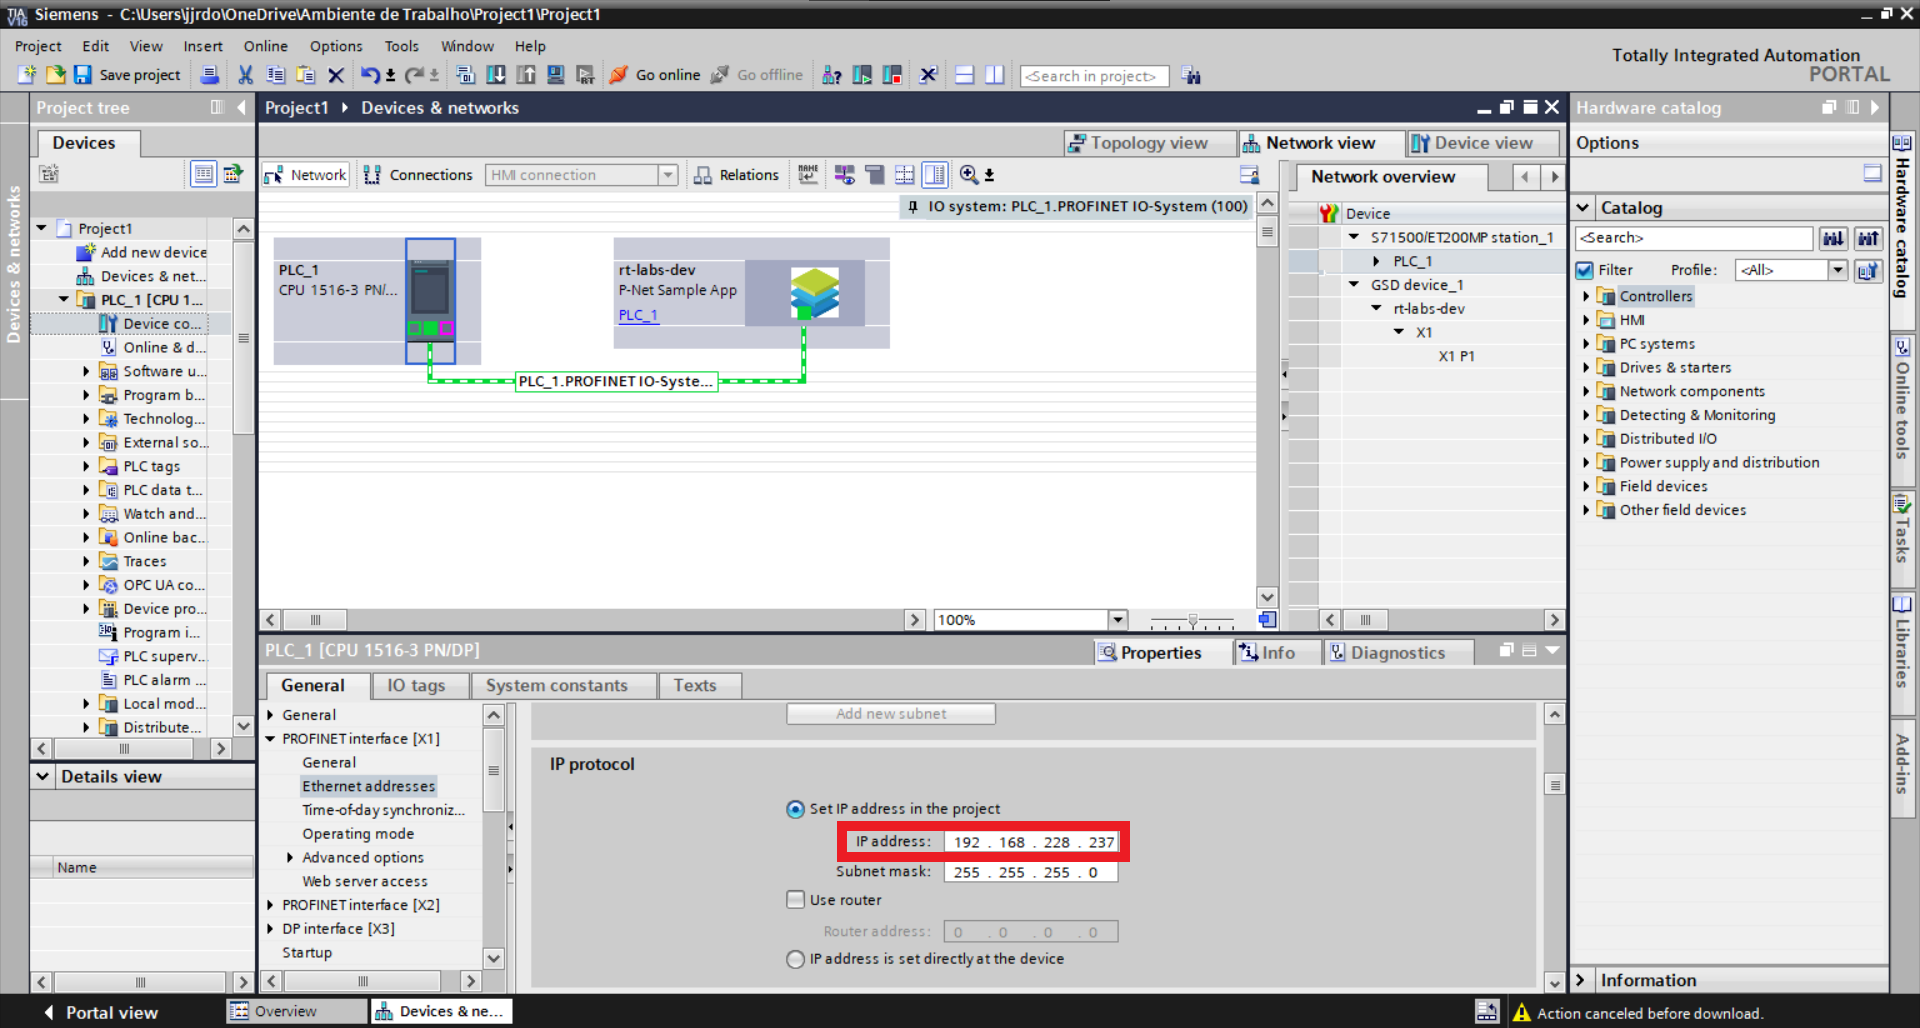 Siemens - C:\Users\jjrdo\OneDrive\Ambiente de Trabalho\Project1\Project1
Project Edit View Insert Online Options Tools Window Help
Totally Integrated Automation
PORTAL
Save project
Go online
Go offline
<Search in project>
Project tree
Project1 Devices & networks
Hardware catalog
Devices
Topology view
Network view
Device view
Options
Network
Connections
HMI connection
Relations
Network overview
Devices & networks
IO system: PLC_1.PROFINET IO-System (100)
Device
Catalog
Project1
Add new device
Devices & net...
PLC_1 [CPU 1...
Device co...
Online & d...
Software u...
Program b...
Technolog...
External so...
PLC tags
PLC data t...
Watch and...
Online bac...
Traces
OPC UA co...
Device pro...
Program i...
PLC superv...
PLC alarm ...
Local mod...
Distribute...
PLC_1
CPU 1516-3 PN/...
rt-labs-dev
P-Net Sample App
PLC_1
PLC_1.PROFINET IO-Syste...
S71500/ET200MP station_1
PLC_1
GSD device_1
rt-labs-dev
X1
X1 P1
<Search>
Filter
Profile: <All>
Controllers
HMI
PC systems
Drives & starters
Network components
Detecting & Monitoring
Distributed I/O
Power supply and distribution
Field devices
Other field devices
Hardware catalog
Online tools
Tasks
Libraries
Add-ins
100%
PLC_1 [CPU 1516-3 PN/DP]
Properties
Info
Diagnostics
General
IO tags
System constants
Texts
General
PROFINET interface [X1]
General
Ethernet addresses
Time-of-day synchroniz...
Operating mode
Advanced options
Web server access
PROFINET interface [X2]
DP interface [X3]
Startup
Add new subnet
IP protocol
Set IP address in the project
IP address: 192 . 168 . 228 . 237
Subnet mask: 255 . 255 . 255 . 0
Use router
Router address: 0 . 0 . 0 . 0
IP address is set directly at the device
Details view
Name
Information
Portal view
Overview
Devices & ne...
Action canceled before download.